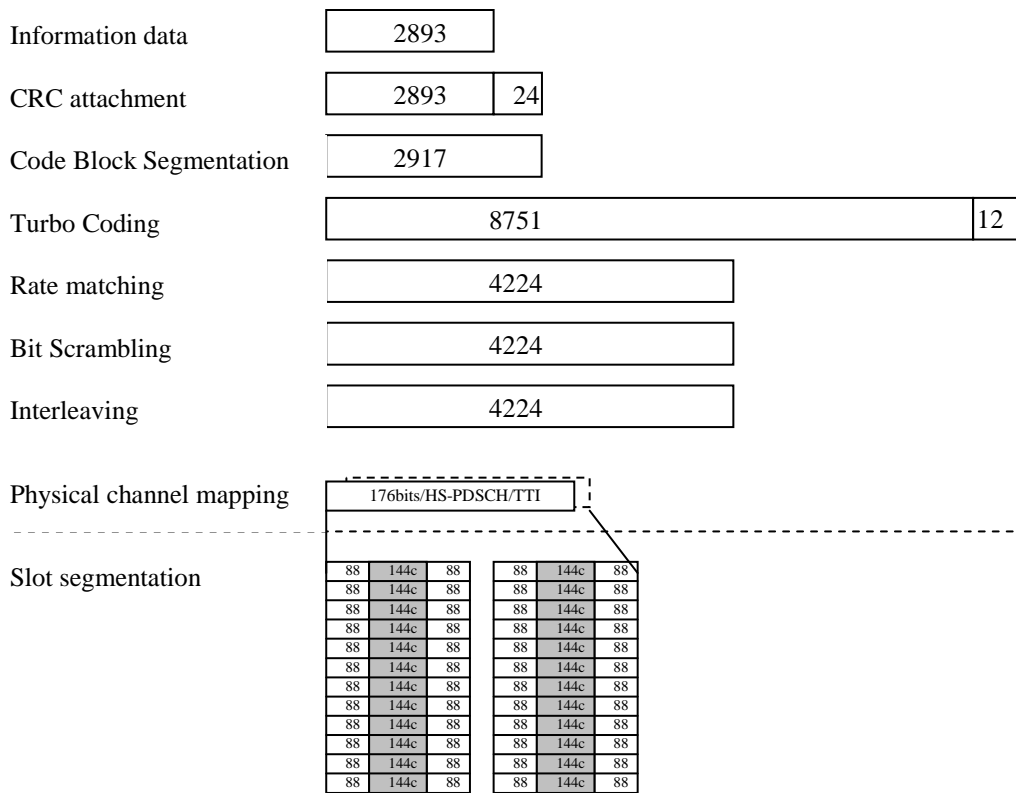 Information data 2893
CRC attachment 2893 24
Code Block Segmentation 2917
Turbo Coding 8751 12
Rate matching 4224
Bit Scrambling 4224
Interleaving 4224
Physical channel mapping 176bits/HS-PDSCH/TTI
Slot segmentation
88 144c 88 88 144c 88
88 144c 88 88 144c 88
88 144c 88 88 144c 88
88 144c 88 88 144c 88
88 144c 88 88 144c 88
88 144c 88 88 144c 88
88 144c 88 88 144c 88
88 144c 88 88 144c 88
88 144c 88 88 144c 88
88 144c 88 88 144c 88
88 144c 88 88 144c 88
88 144c 88 88 144c 88